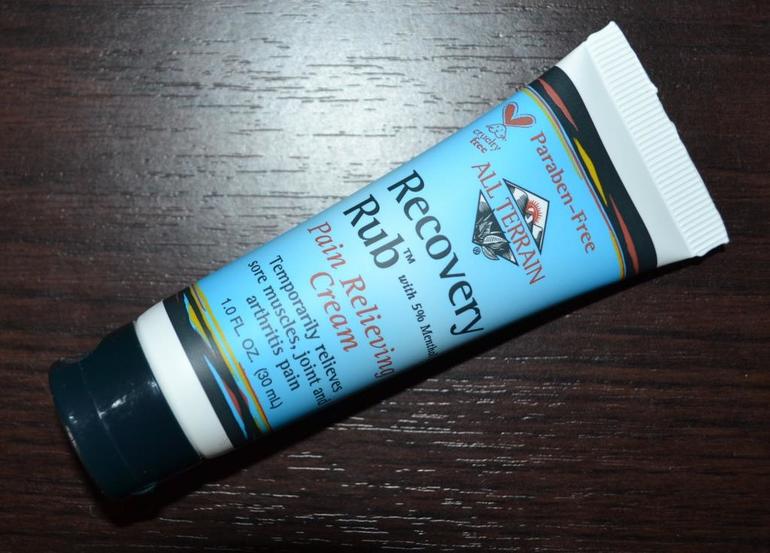 Paraben-Free
cruelty
free
ALL TERRAIN
®
Recovery
Rub™ with 5% Menthol
Pain Relieving
Cream
Temporarily relieves
sore muscles, joint and
arthritis pain
1.0 FL. OZ. (30 mL)